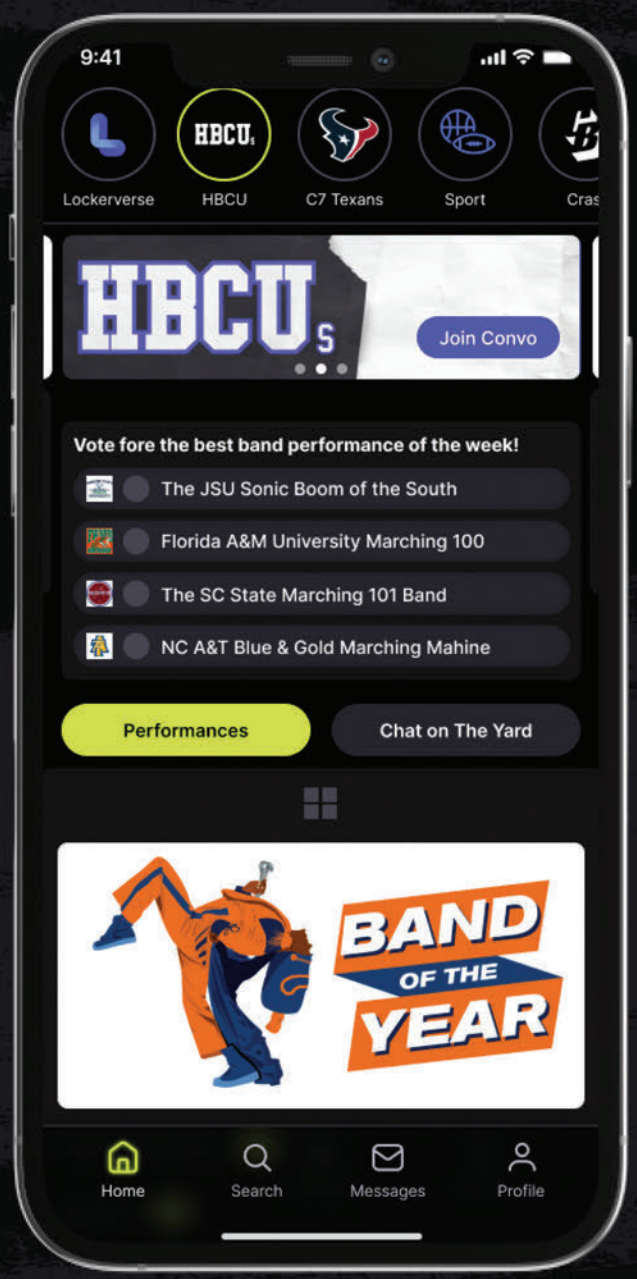 9:41
HBCUs
Lockerverse
HBCU
C7 Texans
Sport
Cras
HBCUs
Join Convo
Vote fore the best band performance of the week!
The JSU Sonic Boom of the South
Florida A&M University Marching 100
The SC State Marching 101 Band
NC A&T Blue & Gold Marching Mahine
Performances
Chat on The Yard
BAND
OF THE
YEAR
Home
Search
Messages
Profile